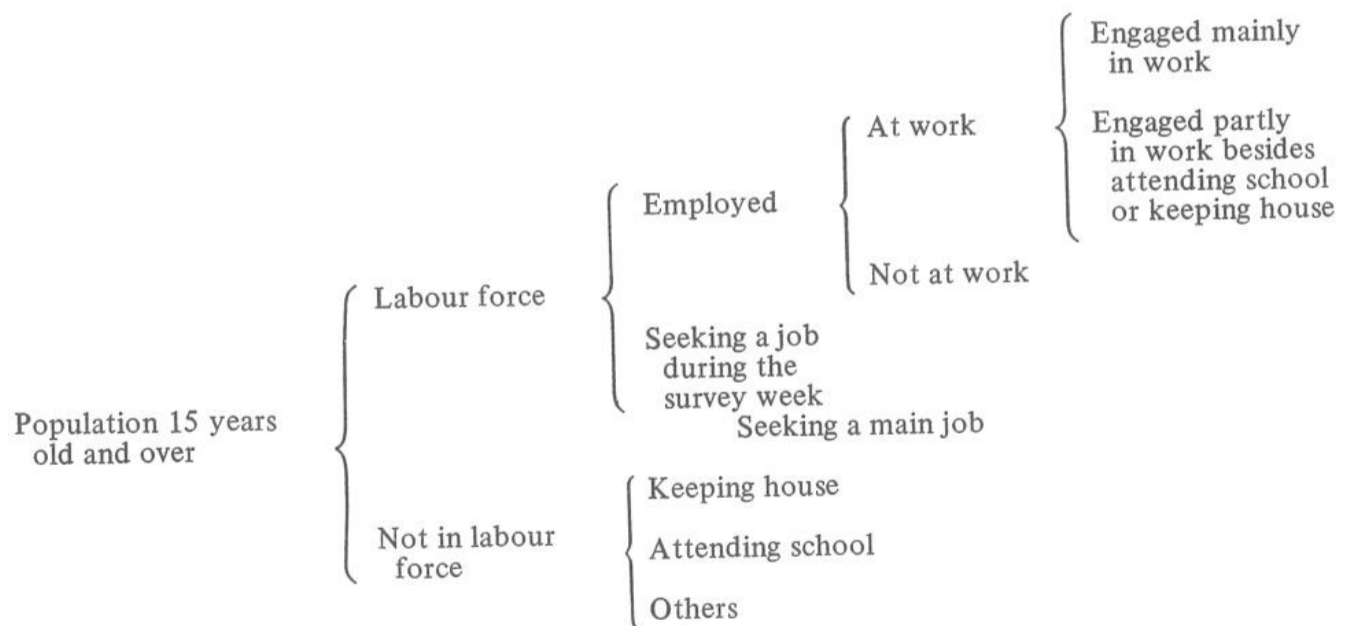 Engaged mainly
in work
At work
Engaged partly
in work besides
attending school
or keeping house
Employed
Not at work
Labour force
Seeking a job
during the
survey week
Seeking a main job
Population 15 years
old and over
Keeping house
Not in labour
force
Attending school
Others